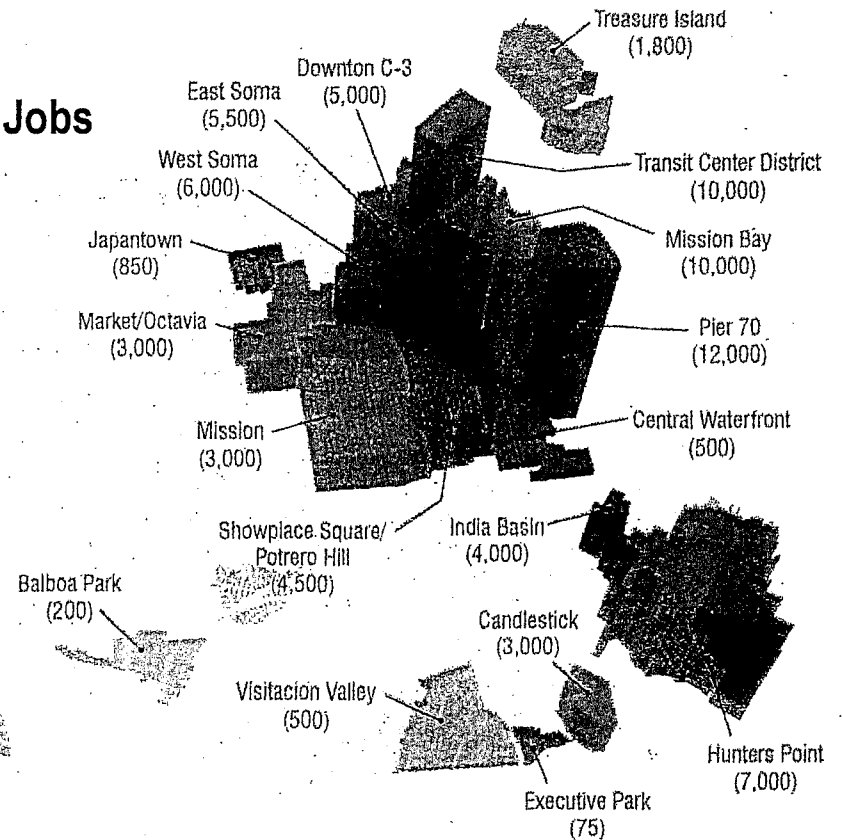 Jobs
Treasure Island
(1,800)
Downton C-3
(5,000)
East Soma
(5,500)
West Soma
(6,000)
Transit Center District
(10,000)
Japantown
(850)
Mission Bay
(10,000)
Market/Octavia
(3,000)
Pier 70
(12,000)
Mission
(3,000)
Central Waterfront
(500)
Showplace Square/
Potrero Hill
(4,500)
India Basin
(4,000)
Balboa Park
(200)
Candlestick
(3,000)
Visitacion Valley
(500)
Hunters Point
(7,000)
Executive Park
(75)